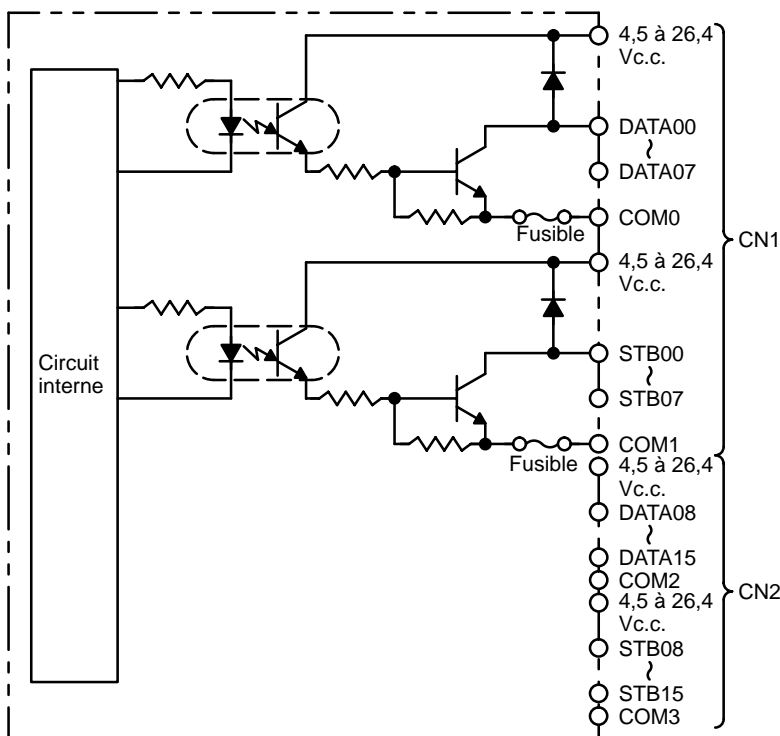 4,5 à 26,4
Vc.c.
DATA00
~
DATA07
COM0
Fusible
CN1
4,5 à 26,4
Vc.c.
Circuit
interne
STB00
~
STB07
COM1
Fusible
4,5 à 26,4
Vc.c.
DATA08
~
DATA15
COM2
CN2
4,5 à 26,4
Vc.c.
STB08
~
STB15
COM3